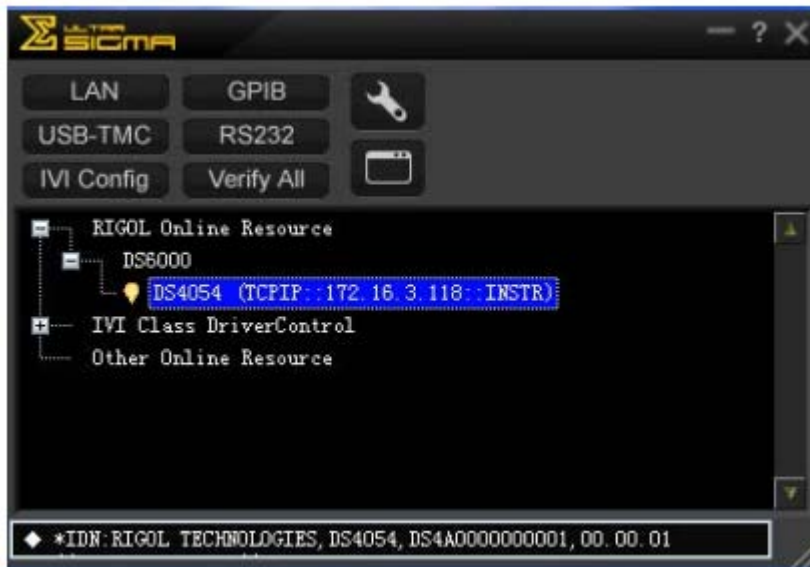 ULTRA
SIGMA
?
LAN GPIB
USB-TMC RS232
IVI Config Verify All
RIGOL Online Resource
DS6000
DS4054 (TCPIP::172.16.3.118::INSTR)
IVI Class DriverControl
Other Online Resource
*IDN:RIGOL TECHNOLOGIES,DS4054,DS4A0000000001,00.00.01